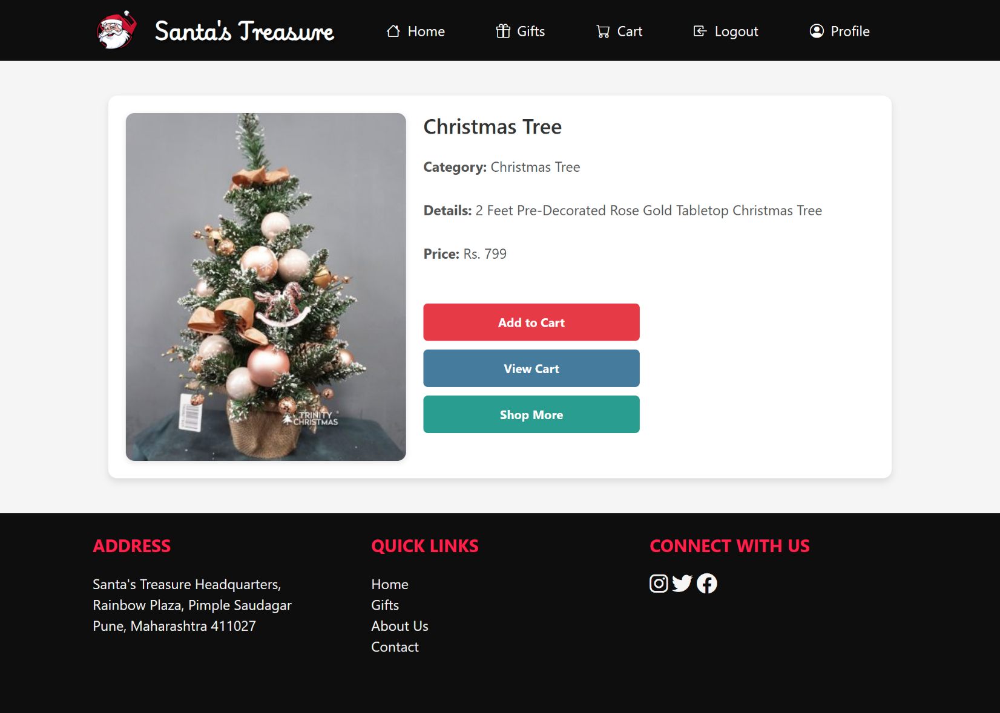 Santa's Treasure
Home
Gifts
Cart
Logout
Profile
Christmas Tree
Category: Christmas Tree
Details: 2 Feet Pre-Decorated Rose Gold Tabletop Christmas Tree
Price: Rs. 799
Add to Cart
View Cart
Shop More
TRINITY
CHRISTMAS
ADDRESS
Santa's Treasure Headquarters,
Rainbow Plaza, Pimple Saudagar
Pune, Maharashtra 411027
QUICK LINKS
Home
Gifts
About Us
Contact
CONNECT WITH US